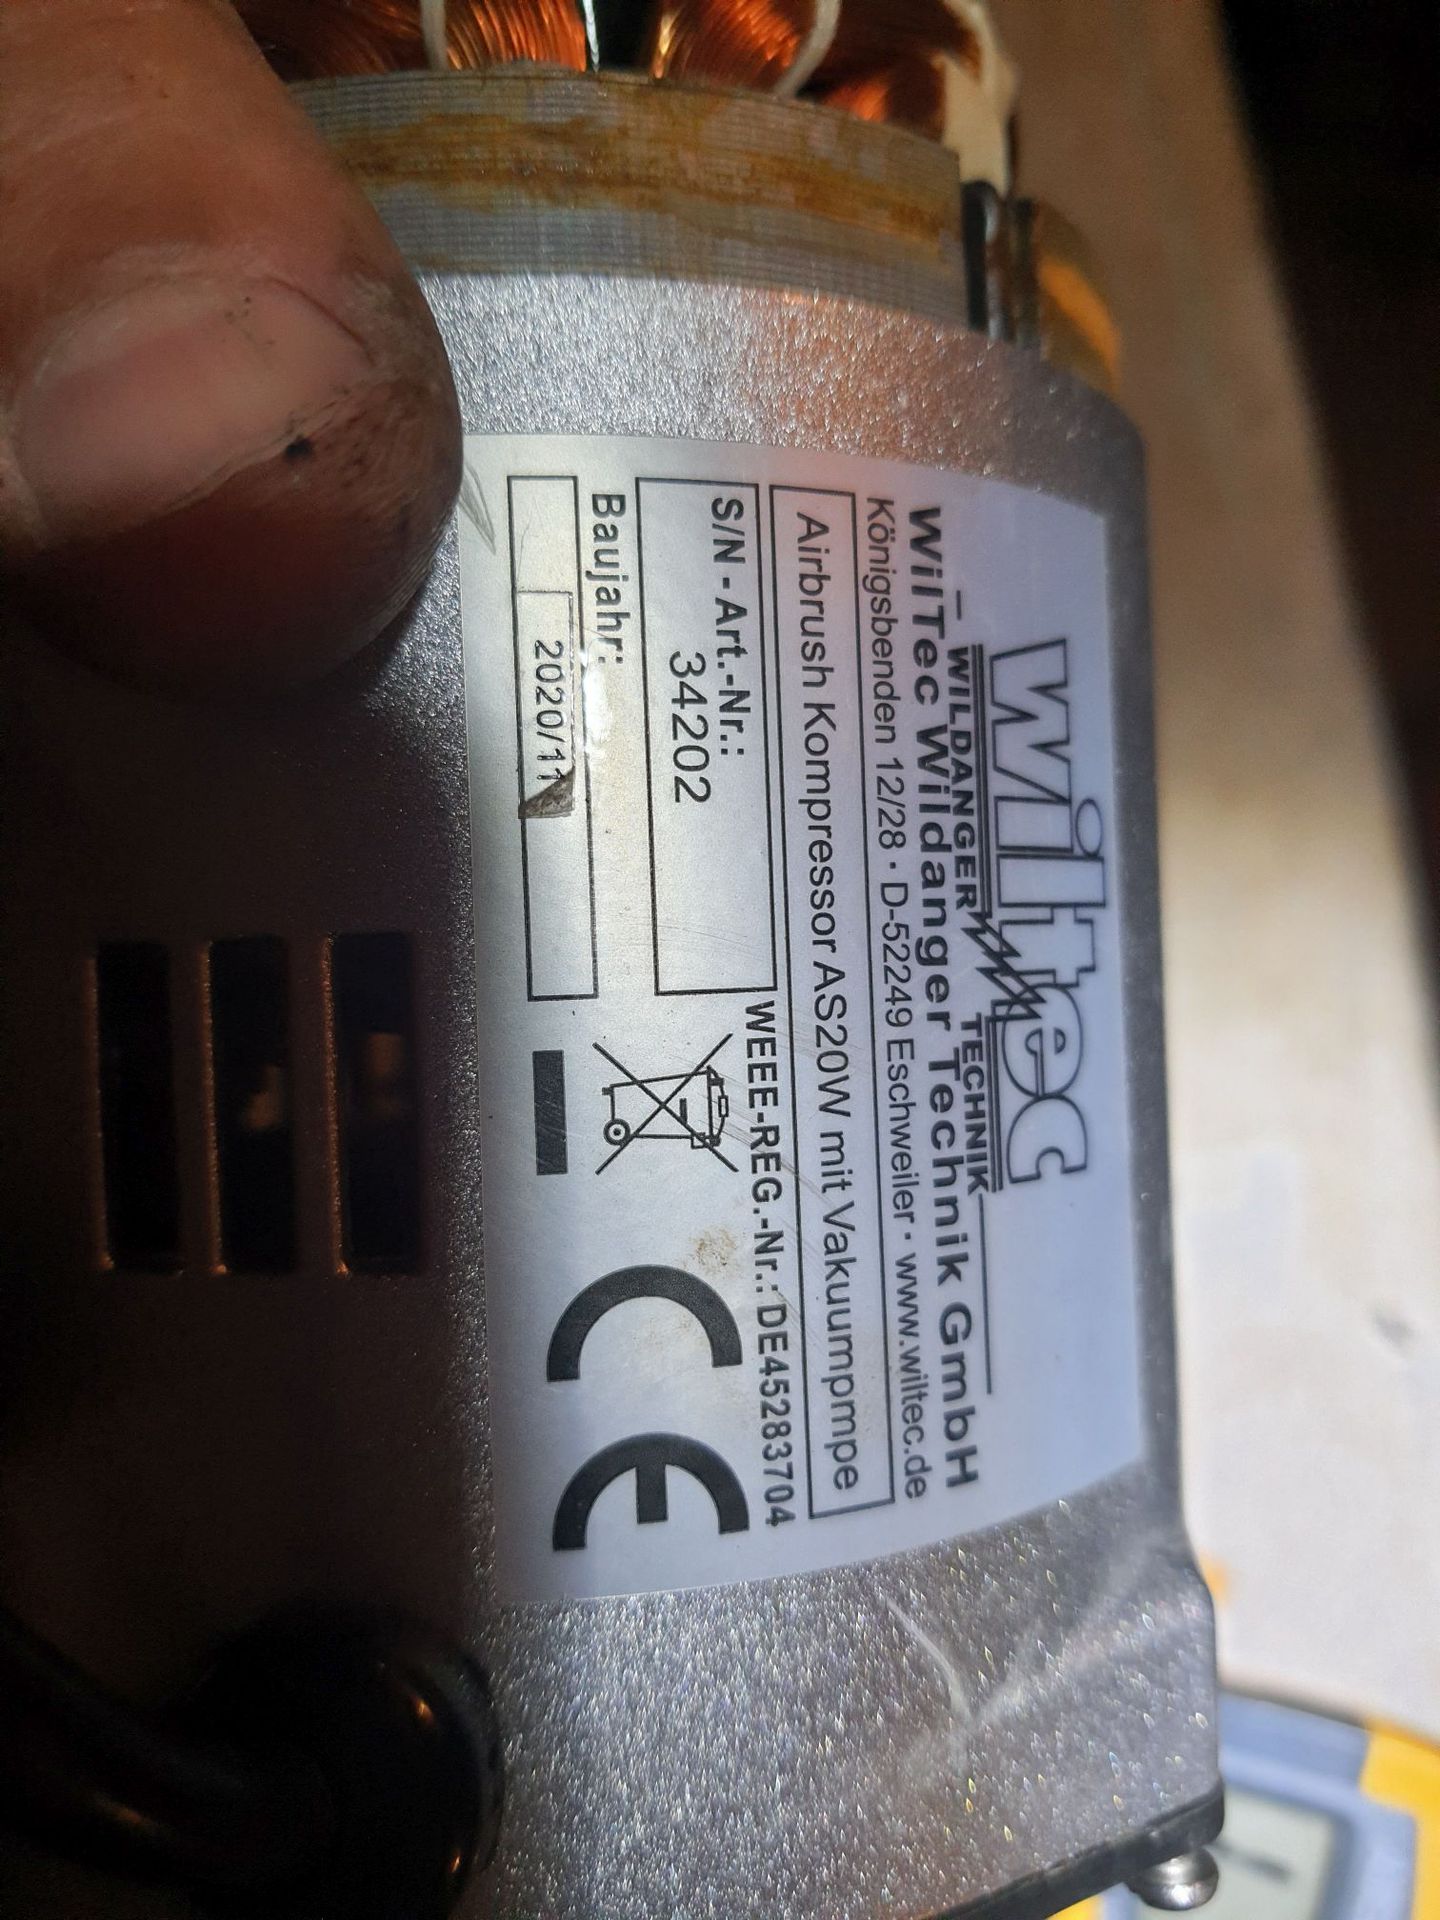 wiltec
WILDANGER TECHNIK
WilTec Wildanger Technik GmbH
Königsbenden 12/28 · D-52249 Eschweiler · www.wiltec.de
Airbrush Kompressor AS20W mit Vakuumpmpe
S/N - Art.-Nr.:
34202
WEEE-REG.-Nr.: DE45283704
Baujahr:
2020/11
CE